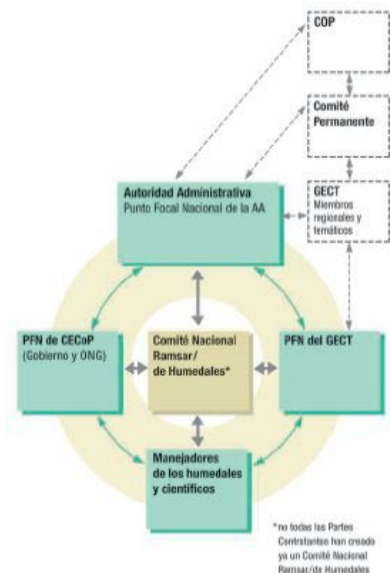 COP
Comité
Permanente
GECT
Miembros
regionales y
temáticos
Autoridad Administrativa
Punto Focal Nacional de la AA
PFN de CECoP
(Gobierno y ONG)
Comité Nacional
Ramsar/
de Humedales*
PFN del GECT
Manejadores
de los humedales
y científicos
*no todas las Partes
Contratantes han creado
ya un Comité Nacional
Ramsar/de Humedales